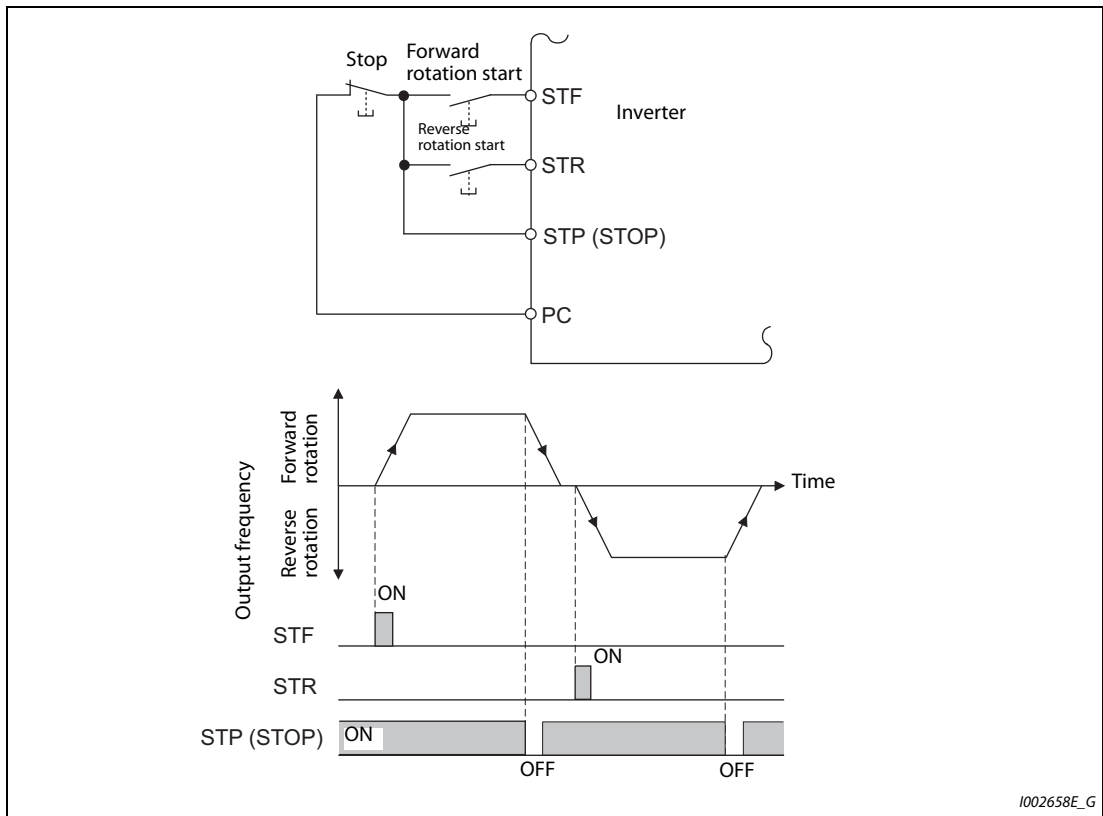 Stop
Forward
rotation start
STF
Inverter
Reverse
rotation start
STR
STP (STOP)
PC
Output frequency
Forward
rotation
Reverse
rotation
Time
ON
STF
ON
STR
STP (STOP)
ON
OFF
OFF
I002658E_G